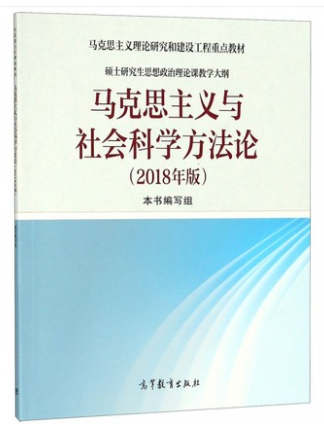 马克思主义理论研究和建设工程重点教材
硕士研究生思想政治理论课教学大纲
马克思主义与
社会科学方法论
(2018年版)
本书编写组
高等教育出版社